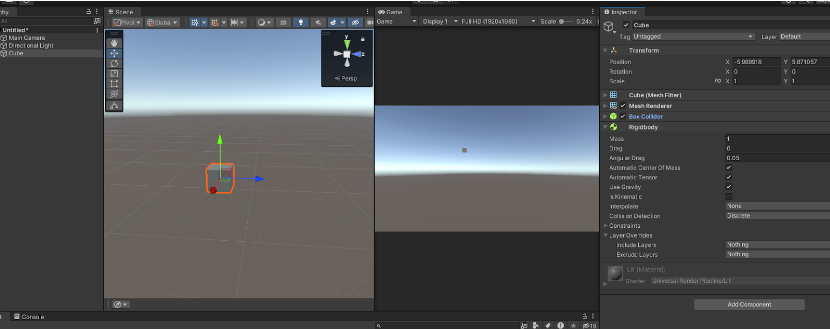 Untitled*
Main Camera
Directional Light
Cube
Scene
Pivot
Global
2D
y
z
Persp
Game
Game
Display 1
Full HD (1920x1080)
Scale
0.24x
Inspector
Cube
Tag Untagged
Layer Default
Transform
Position X -5.989918 Y 5.871057
Rotation X 0 Y 0
Scale X 1 Y 1
Cube (Mesh Filter)
Mesh Renderer
Box Collider
Rigidbody
Mass 1
Drag 0
Angular Drag 0.05
Automatic Center Of Mass
Automatic Tensor
Use Gravity
Is Kinematic
Interpolate None
Collision Detection Discrete
Constraints
Layer Overrides
Include Layers Nothing
Exclude Layers Nothing
Lit (Material)
Shader Universal Render Pipeline/Lit
Add Component
Console
19